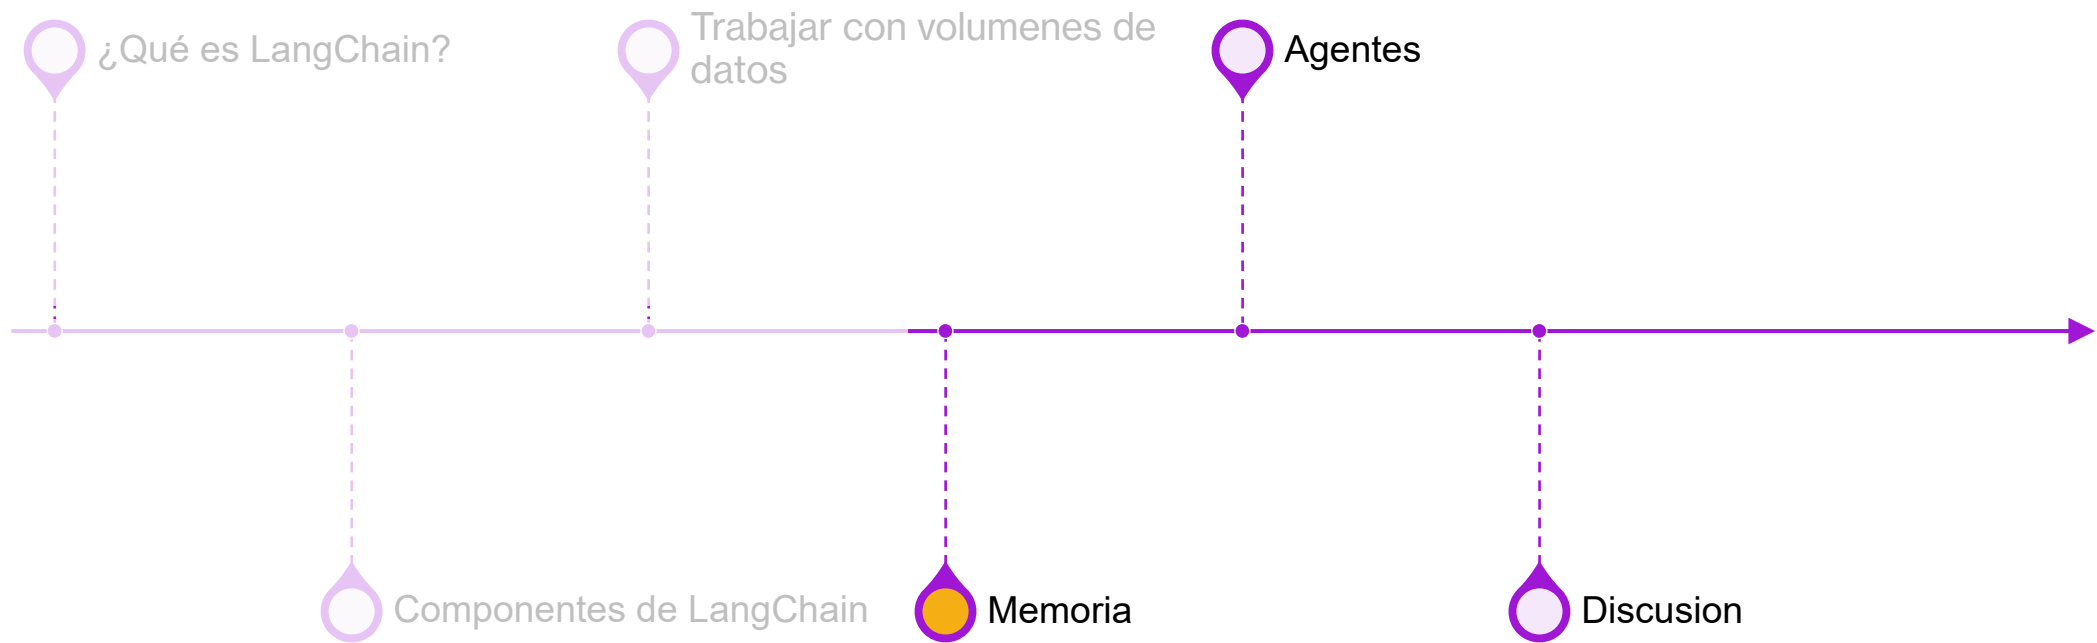 ¿Qué es LangChain?
Trabajar con volumenes de
datos
Agentes
Componentes de LangChain
Memoria
Discusion